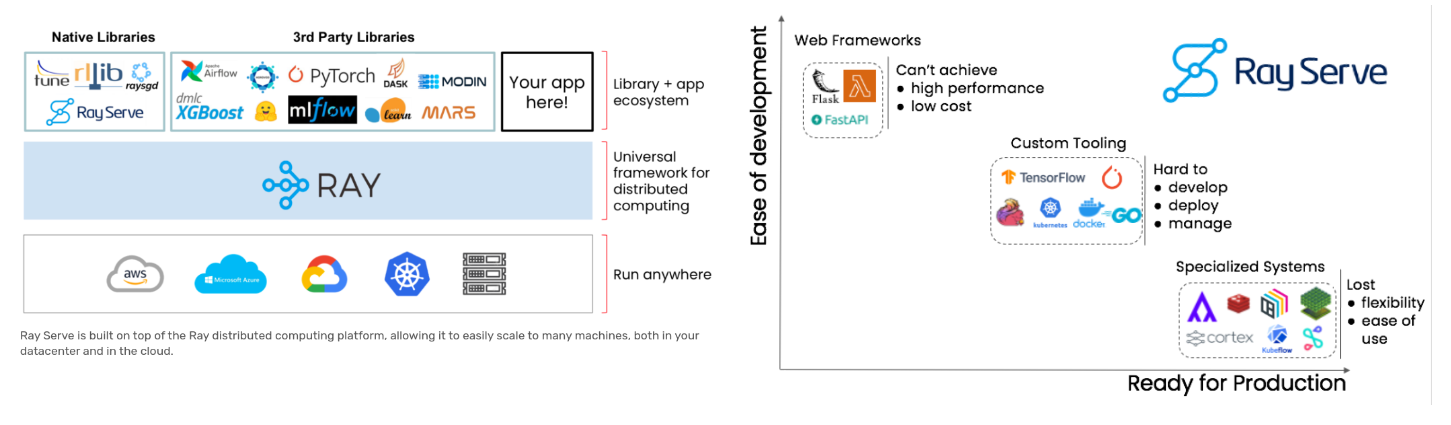 Native Libraries
3rd Party Libraries
tune
rllib
raysgd
Ray Serve
Apache
Airflow
PyTorch
DASK
MODIN
dmlc
XGBoost
mlflow
learn
MARS
Your app
here!
Library + app
ecosystem
RAY
Universal
framework for
distributed
computing
aws
Microsoft Azure
Run anywhere
Ray Serve is built on top of the Ray distributed computing platform, allowing it to easily scale to many machines, both in your
datacenter and in the cloud.
Ease of development
Web Frameworks
Flask
FastAPI
Can't achieve
● high performance
● low cost
Ray Serve
Custom Tooling
TensorFlow
kubernetes
docker
GO
Hard to
● develop
● deploy
● manage
Specialized Systems
cortex
Kubeflow
Lost
● flexibility
● ease of
use
Ready for Production